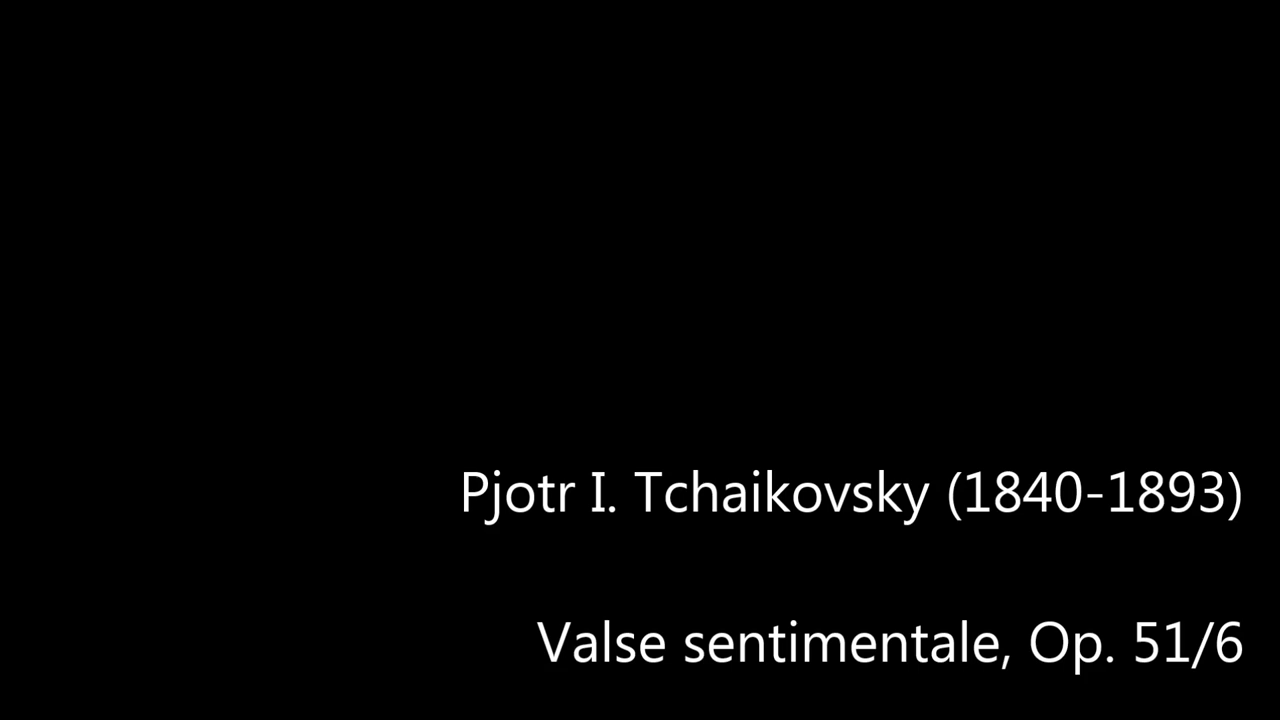 Pjotr I. Tchaikovsky (1840-1893)
Valse sentimentale, Op. 51/6